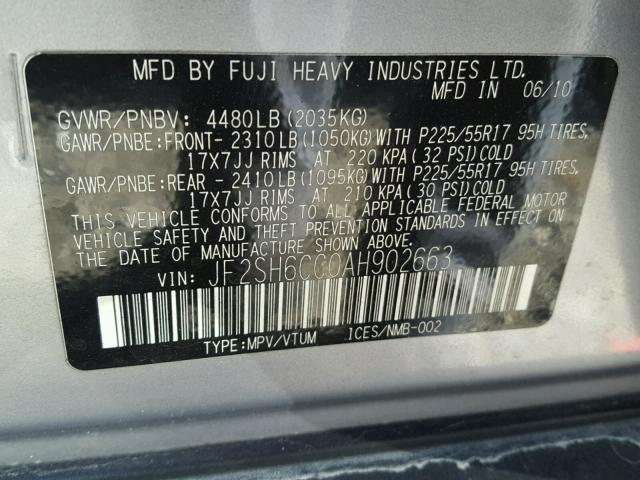 MFD BY FUJI HEAVY INDUSTRIES LTD.
MFD IN 06/10
GVWR/PNBV: 4480LB(2035KG)
GAWR/PNBE:FRONT- 2310LB(1050KG)WITH P225/55R17 95H TIRES,
17X7JJ RIMS AT 220 KPA(32 PSI)COLD
GAWR/PNBE:REAR - 2410LB(1095KG)WITH P225/55R17 95H TIRES,
17X7JJ RIMS AT 210 KPA(30 PSI)COLD
THIS VEHICLE CONFORMS TO ALL APPLICABLE FEDERAL MOTOR
VEHICLE SAFETY AND THEFT PREVENTION STANDARDS IN EFFECT ON
THE DATE OF MANUFACTURE SHOWN ABOVE.
VIN: JF2SH6CC0AH902663
TYPE:MPV/VTUM ICES/NMB-002